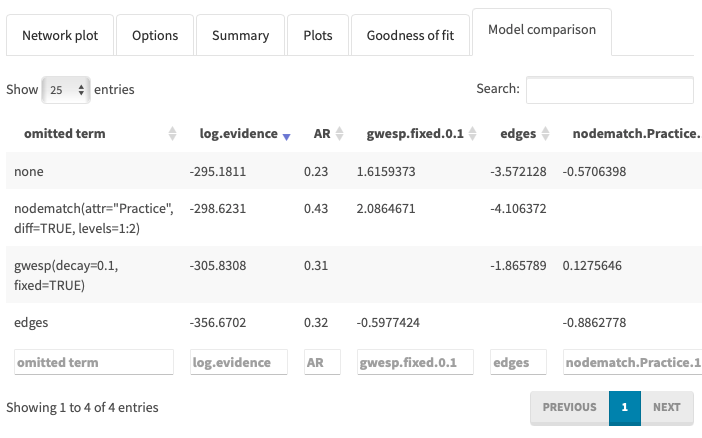 Network plot Options Summary Plots Goodness of fit Model comparison
Show 25 entries Search:
omitted term log.evidence AR gwesp.fixed.0.1 edges nodematch.Practice.
none -295.1811 0.23 1.6159373 -3.572128 -0.5706398
nodematch(attr="Practice", -298.6231 0.43 2.0864671 -4.106372
diff=TRUE, levels=1:2)
gwesp(decay=0.1, -305.8308 0.31 -1.865789 0.1275646
fixed=TRUE)
edges -356.6702 0.32 -0.5977424 -0.8862778
omitted term log.evidence AR gwesp.fixed.0.1 edges nodematch.Practice.1
Showing 1 to 4 of 4 entries PREVIOUS 1 NEXT